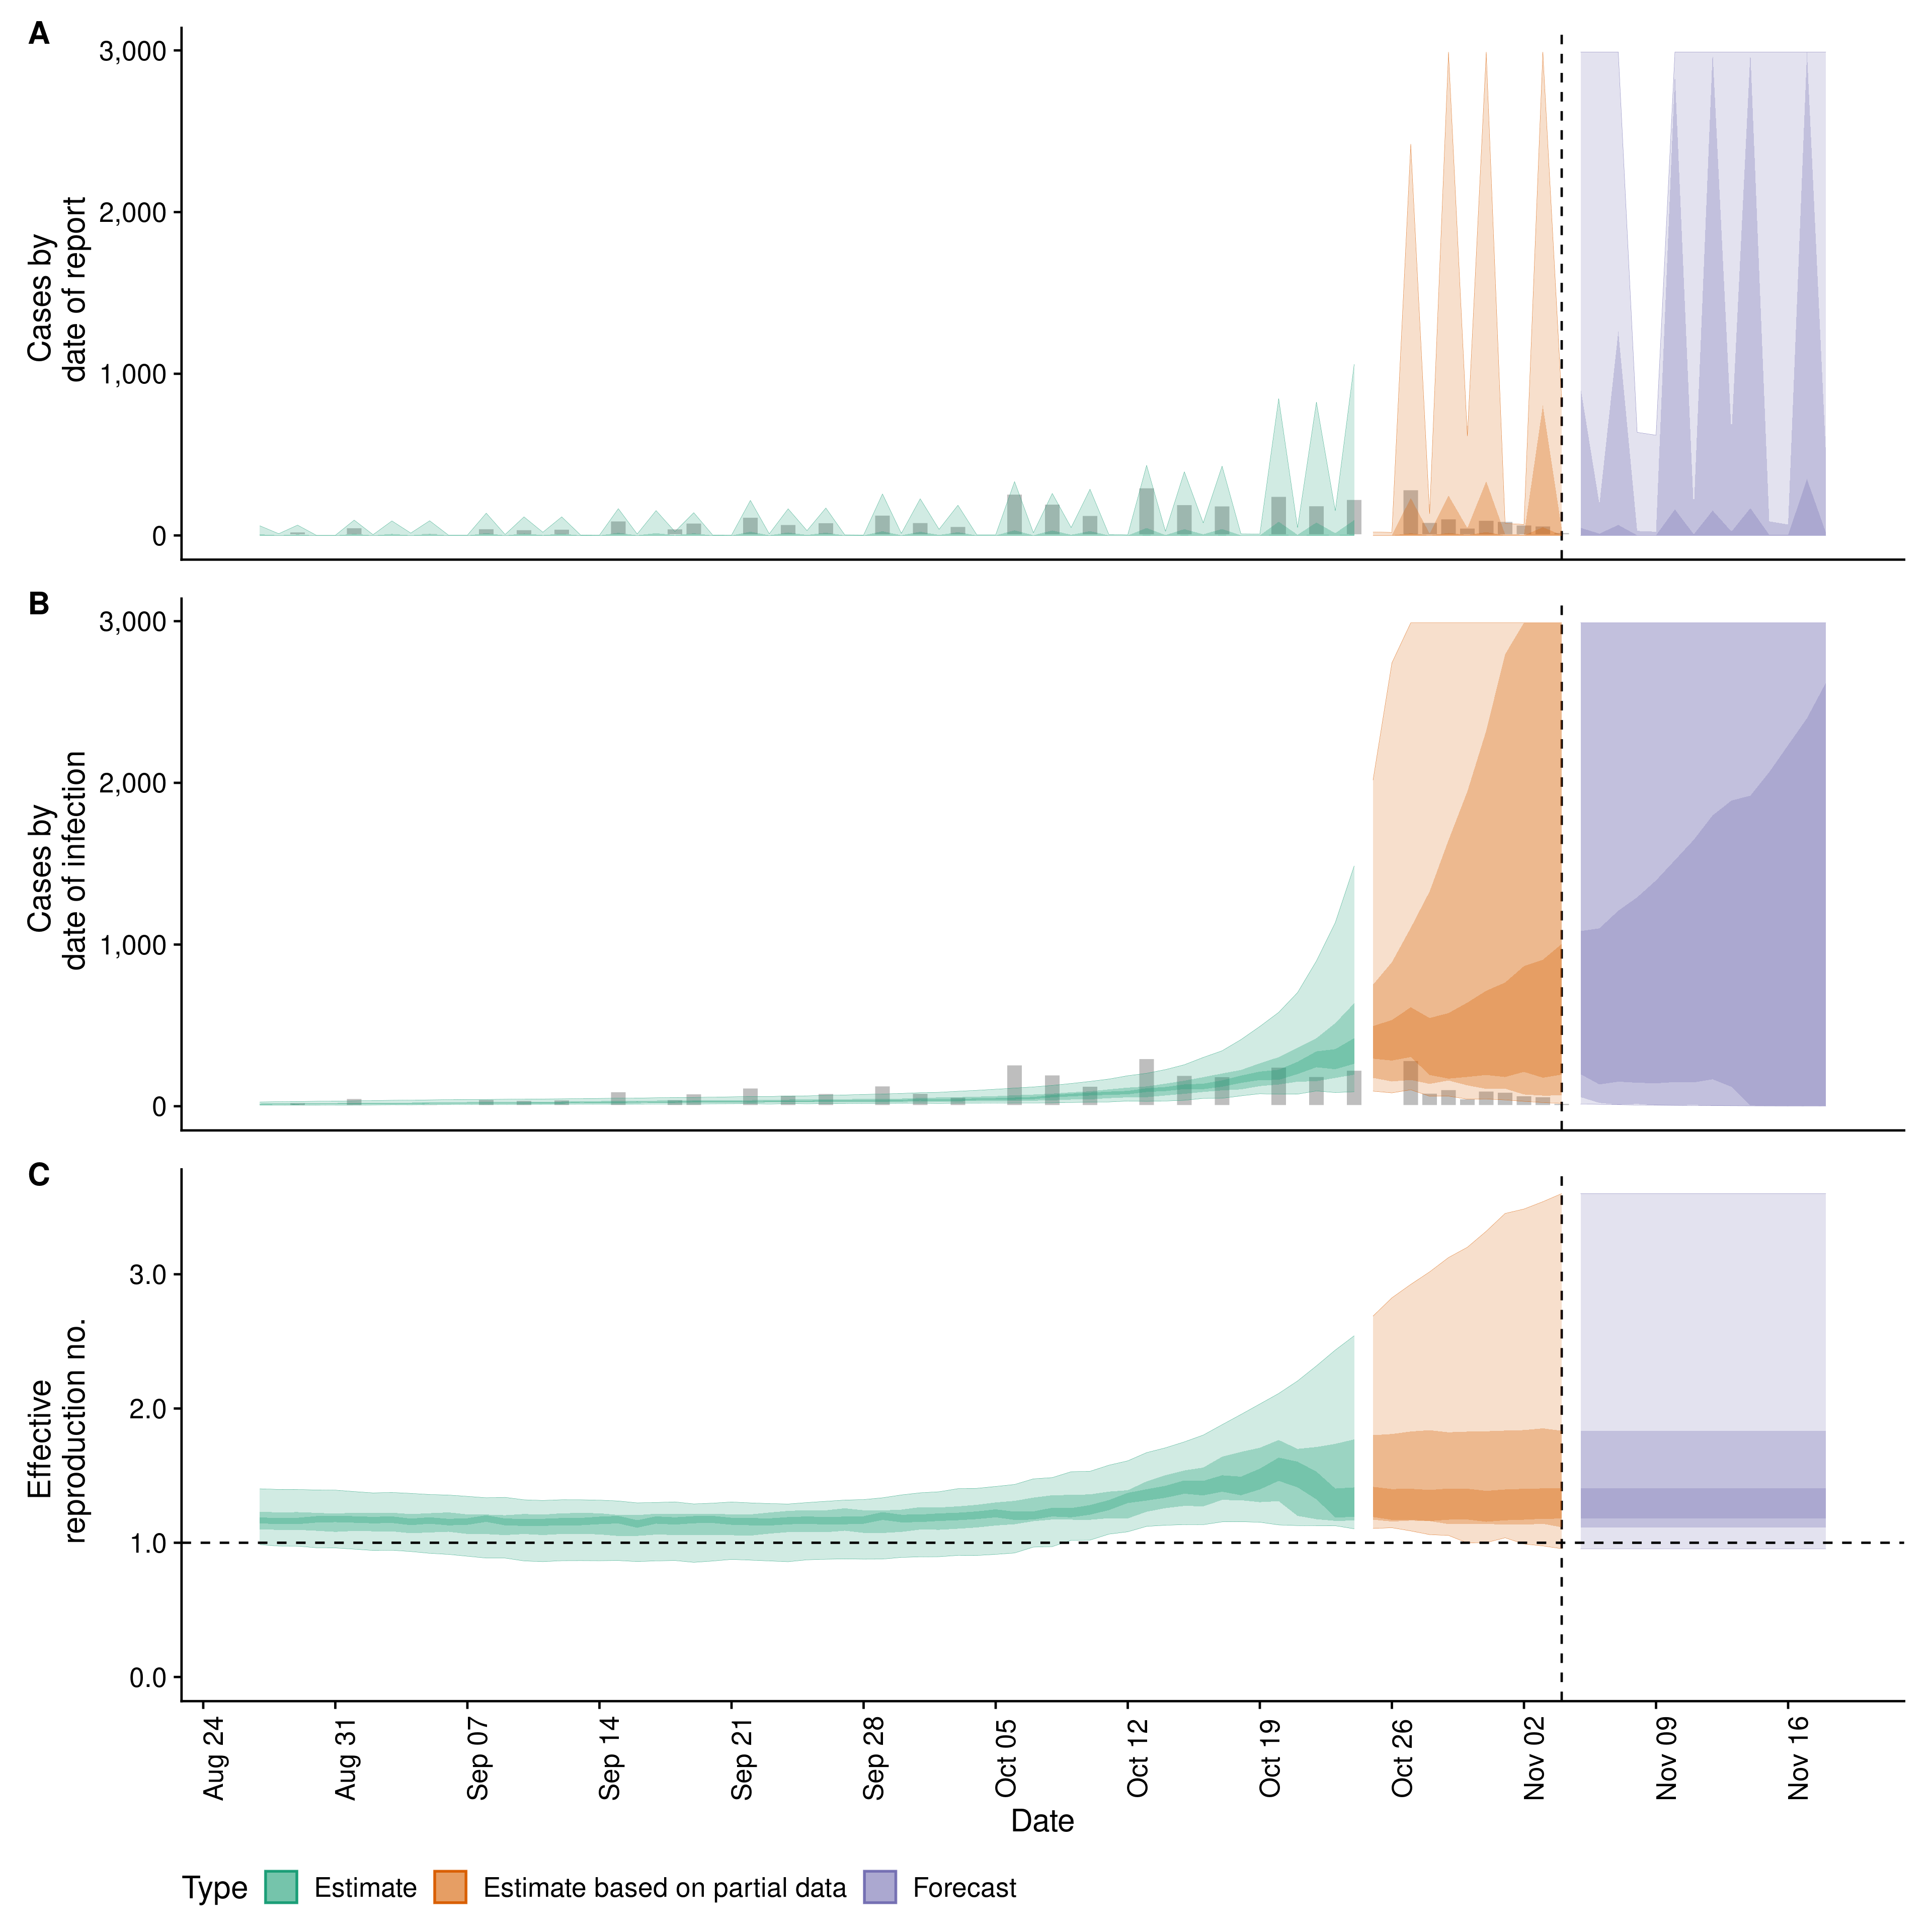 A
3,000
2,000
1,000
0
Cases by
date of report
B
3,000
2,000
1,000
0
Cases by
date of infection
C
3.0
2.0
1.0
0.0
Effective
reproduction no.
Aug 24
Aug 31
Sep 07
Sep 14
Sep 21
Sep 28
Oct 05
Oct 12
Oct 19
Oct 26
Nov 02
Nov 09
Nov 16
Date
Type Estimate Estimate based on partial data Forecast